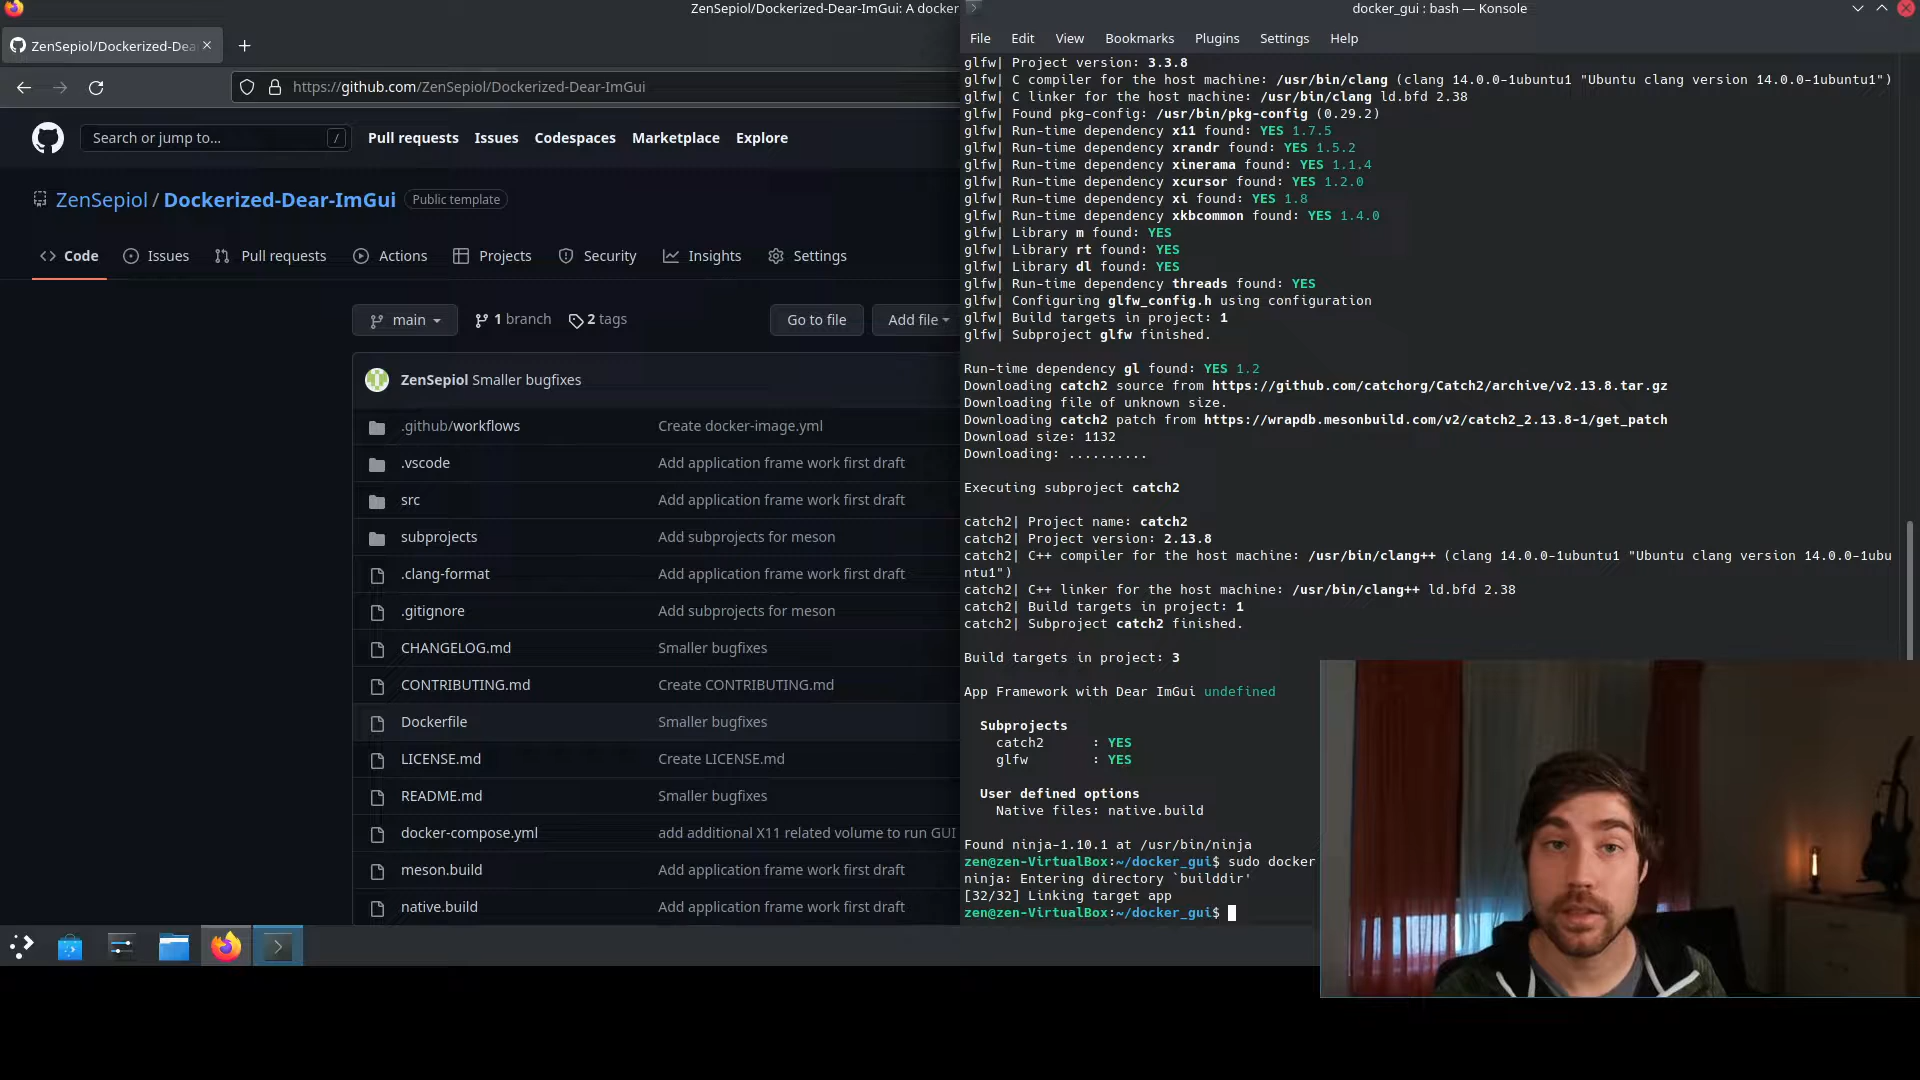 ZenSepiol/Dockerized-Dear-ImGui: A docker
ZenSepiol/Dockerized-Dea
https://github.com/ZenSepiol/Dockerized-Dear-ImGui
Search or jump to...
/
Pull requests
Issues
Codespaces
Marketplace
Explore
ZenSepiol / Dockerized-Dear-ImGui
Public template
Code
Issues
Pull requests
Actions
Projects
Security
Insights
Settings
main
1 branch
2 tags
Go to file
Add file
ZenSepiol Smaller bugfixes
.github/workflows Create docker-image.yml
.vscode Add application frame work first draft
src Add application frame work first draft
subprojects Add subprojects for meson
.clang-format Add application frame work first draft
.gitignore Add subprojects for meson
CHANGELOG.md Smaller bugfixes
CONTRIBUTING.md Create CONTRIBUTING.md
Dockerfile Smaller bugfixes
LICENSE.md Create LICENSE.md
README.md Smaller bugfixes
docker-compose.yml add additional X11 related volume to run GUI
meson.build Add application frame work first draft
native.build Add application frame work first draft
docker_gui : bash — Konsole
File Edit View Bookmarks Plugins Settings Help
glfw| Project version: 3.3.8
glfw| C compiler for the host machine: /usr/bin/clang (clang 14.0.0-1ubuntu1 "Ubuntu clang version 14.0.0-1ubuntu1")
glfw| C linker for the host machine: /usr/bin/clang ld.bfd 2.38
glfw| Found pkg-config: /usr/bin/pkg-config (0.29.2)
glfw| Run-time dependency x11 found: YES 1.7.5
glfw| Run-time dependency xrandr found: YES 1.5.2
glfw| Run-time dependency xinerama found: YES 1.1.4
glfw| Run-time dependency xcursor found: YES 1.2.0
glfw| Run-time dependency xi found: YES 1.8
glfw| Run-time dependency xkbcommon found: YES 1.4.0
glfw| Library m found: YES
glfw| Library rt found: YES
glfw| Library dl found: YES
glfw| Run-time dependency threads found: YES
glfw| Configuring glfw_config.h using configuration
glfw| Build targets in project: 1
glfw| Subproject glfw finished.
Run-time dependency gl found: YES 1.2
Downloading catch2 source from https://github.com/catchorg/Catch2/archive/v2.13.8.tar.gz
Downloading file of unknown size.
Downloading catch2 patch from https://wrapdb.mesonbuild.com/v2/catch2_2.13.8-1/get_patch
Download size: 1132
Downloading: ..........
Executing subproject catch2
catch2| Project name: catch2
catch2| Project version: 2.13.8
catch2| C++ compiler for the host machine: /usr/bin/clang++ (clang 14.0.0-1ubuntu1 "Ubuntu clang version 14.0.0-1ubu
ntu1")
catch2| C++ linker for the host machine: /usr/bin/clang++ ld.bfd 2.38
catch2| Build targets in project: 1
catch2| Subproject catch2 finished.
Build targets in project: 3
App Framework with Dear ImGui undefined
Subprojects
catch2 : YES
glfw : YES
User defined options
Native files: native.build
Found ninja-1.10.1 at /usr/bin/ninja
zen@zen-VirtualBox:~/docker_gui$ sudo docker
ninja: Entering directory `builddir'
[32/32] Linking target app
zen@zen-VirtualBox:~/docker_gui$